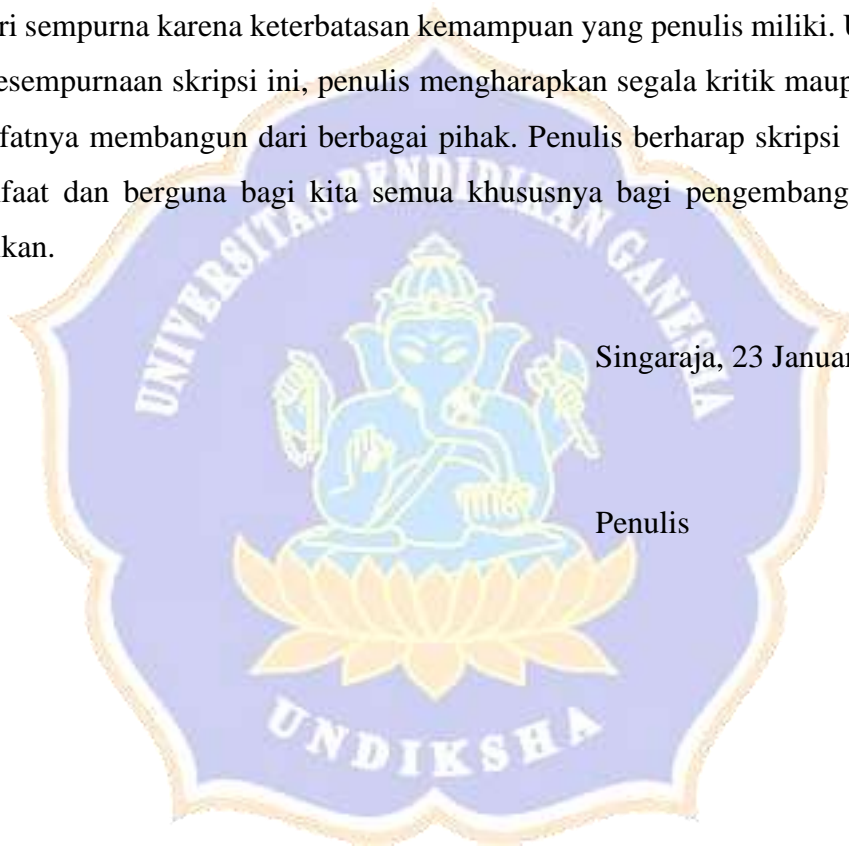 ri sempurna karena keterbatasan kemampuan yang penulis miliki. U
esempurnaan skripsi ini, penulis mengharapkan segala kritik maup
fatnya membangun dari berbagai pihak. Penulis berharap skripsi
faat dan berguna bagi kita semua khususnya bagi pengembang
ikan.
UNIVERSITAS PENDIDIKAN GANESHA
Singaraja, 23 Januar
Penulis
UNDIKSHA